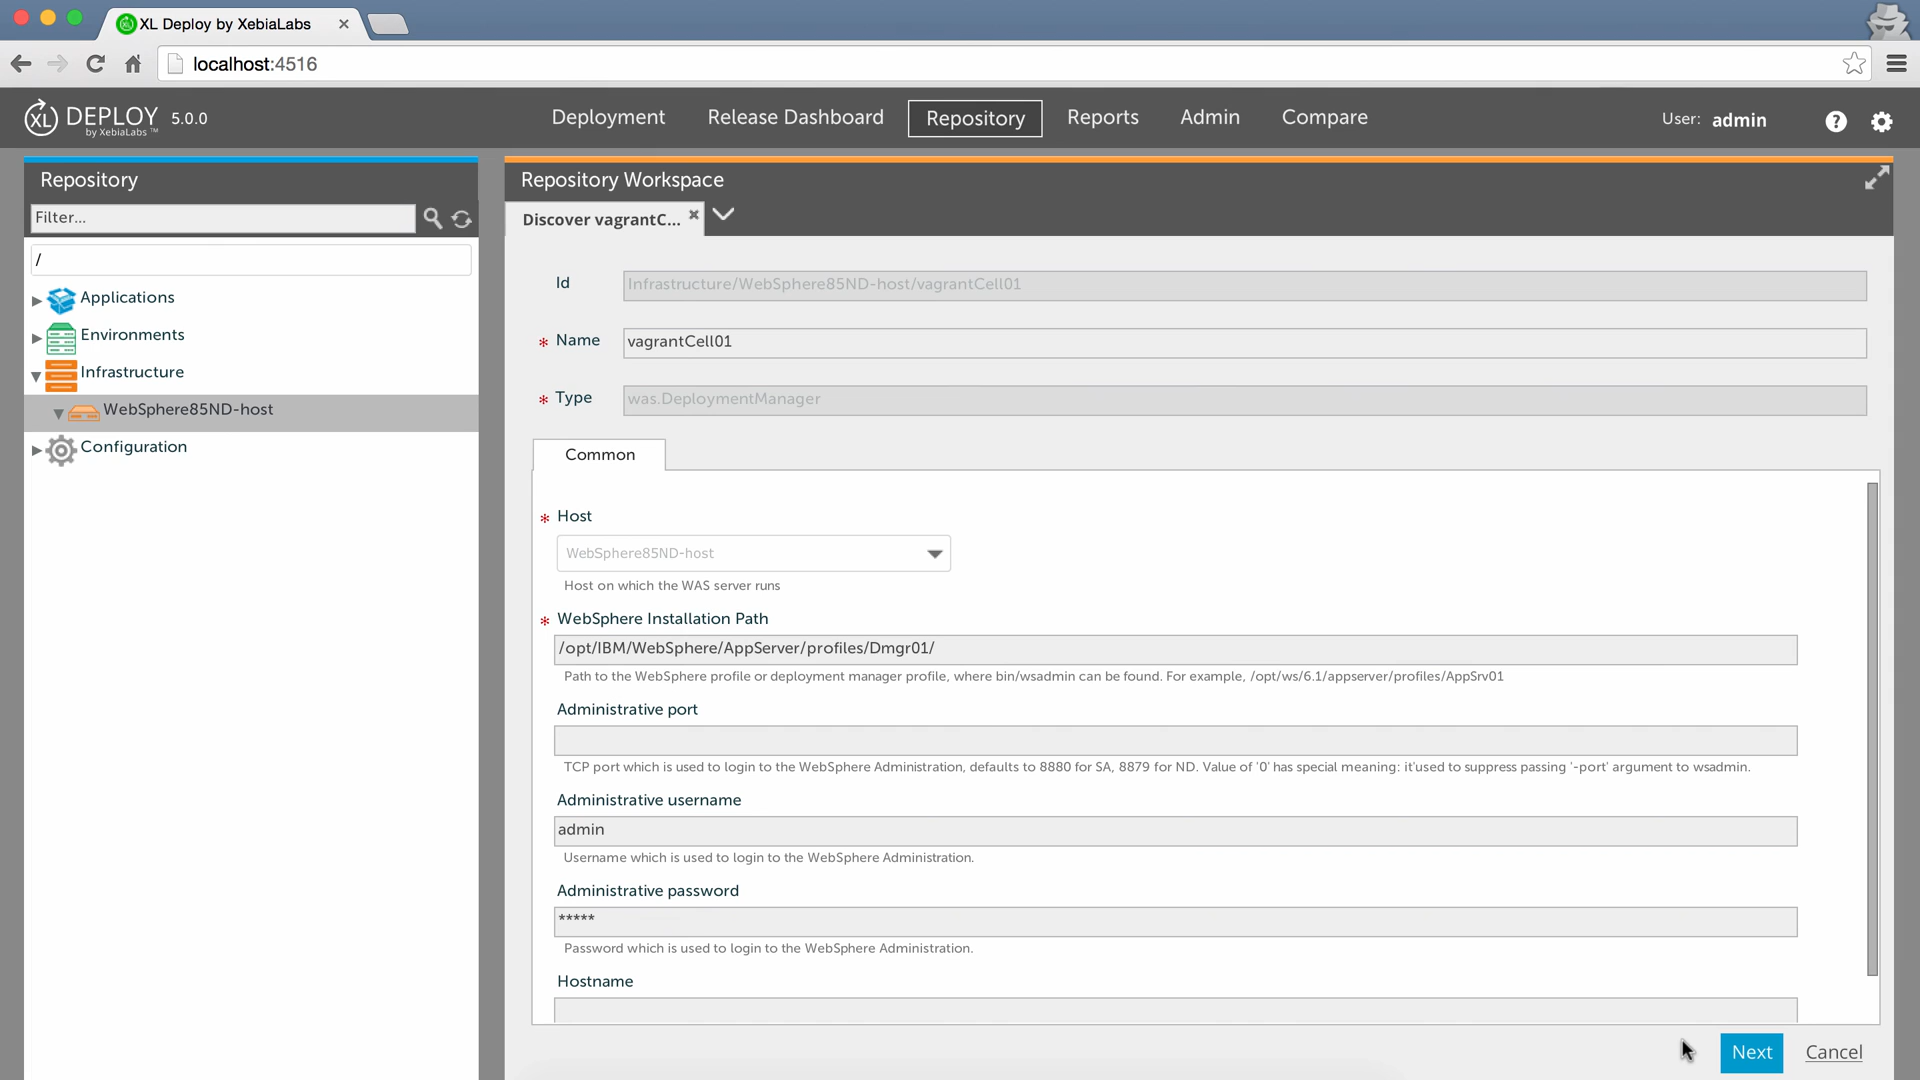 XL Deploy by XebiaLabs
localhost:4516
XL DEPLOY 5.0.0
by XebiaLabs ™
Deployment Release Dashboard Repository Reports Admin Compare
User: admin
Repository
Filter...
/
Applications
Environments
Infrastructure
WebSphere85ND-host
Configuration
Repository Workspace
Discover vagrantC...
Id Infrastructure/WebSphere85ND-host/vagrantCell01
* Name vagrantCell01
* Type was.DeploymentManager
Common
* Host
WebSphere85ND-host
Host on which the WAS server runs
* WebSphere Installation Path
/opt/IBM/WebSphere/AppServer/profiles/Dmgr01/
Path to the WebSphere profile or deployment manager profile, where bin/wsadmin can be found. For example, /opt/ws/6.1/appserver/profiles/AppSrv01
Administrative port
TCP port which is used to login to the WebSphere Administration, defaults to 8880 for SA, 8879 for ND. Value of '0' has special meaning: it'used to suppress passing '-port' argument to wsadmin.
Administrative username
admin
Username which is used to login to the WebSphere Administration.
Administrative password
*****
Password which is used to login to the WebSphere Administration.
Hostname
Next Cancel